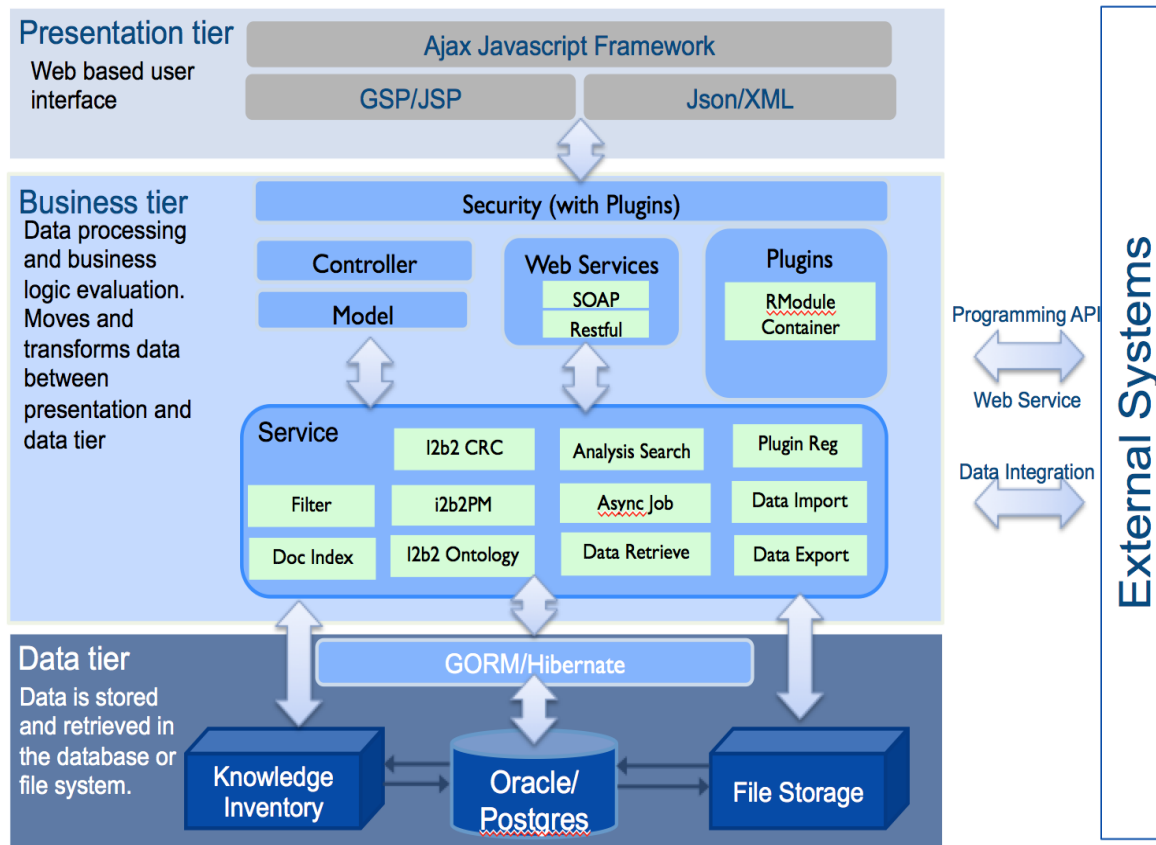 Presentation tier
Web based user
interface
Ajax Javascript Framework
GSP/JSP
Json/XML
Business tier
Data processing
and business
logic evaluation.
Moves and
transforms data
between
presentation and
data tier
Security (with Plugins)
Controller
Model
Web Services
SOAP
Restful
Plugins
RModule
Container
Service
I2b2 CRC
Analysis Search
Plugin Reg
Filter
i2b2PM
Async Job
Data Import
Doc Index
I2b2 Ontology
Data Retrieve
Data Export
Data tier
Data is stored
and retrieved in
the database or
file system.
GORM/Hibernate
Knowledge
Inventory
Oracle/
Postgres
File Storage
Programming API
Web Service
Data Integration
External Systems